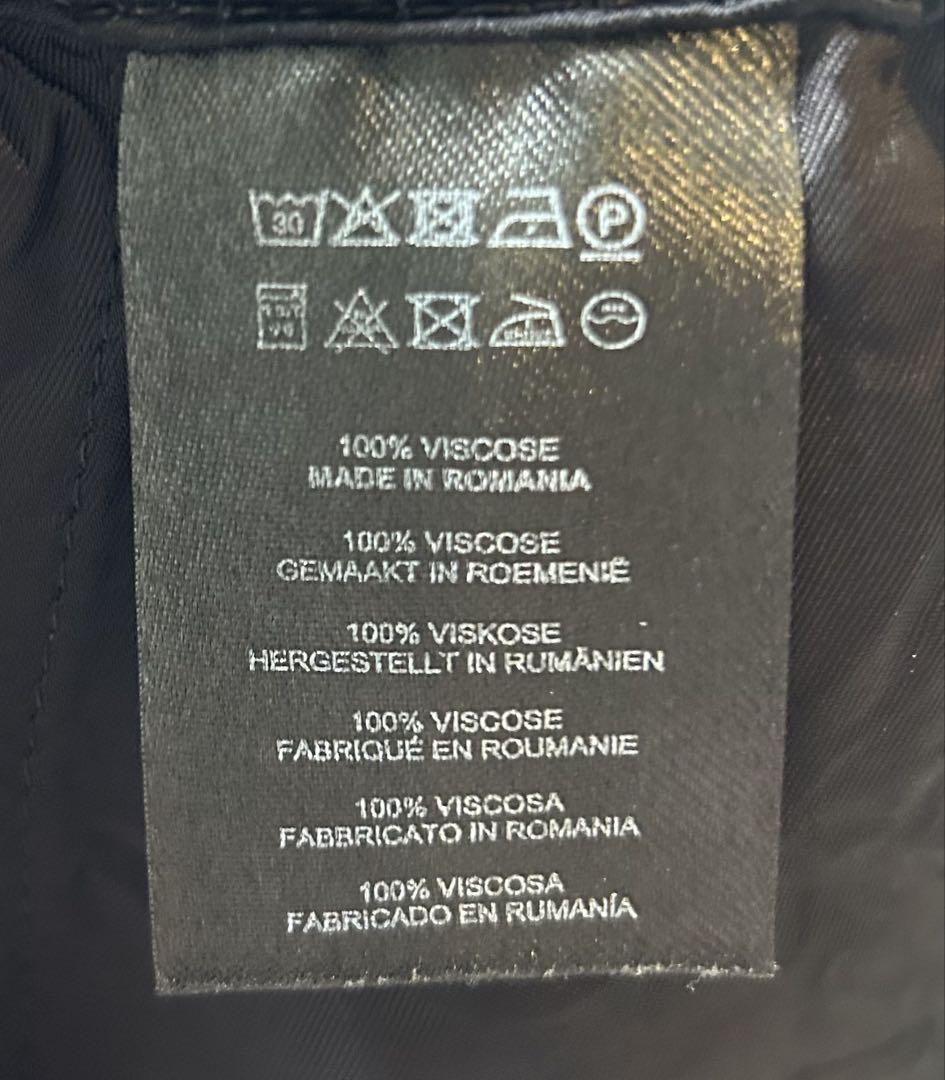 30
P
100% VISCOSE
MADE IN ROMANIA
100% VISCOSE
GEMAAKT IN ROEMENIË
100% VISKOSE
HERGESTELLT IN RUMÄNIEN
100% VISCOSE
FABRIQUÉ EN ROUMANIE
100% VISCOSA
FABBRICATO IN ROMANIA
100% VISCOSA
FABRICADO EN RUMANÍA